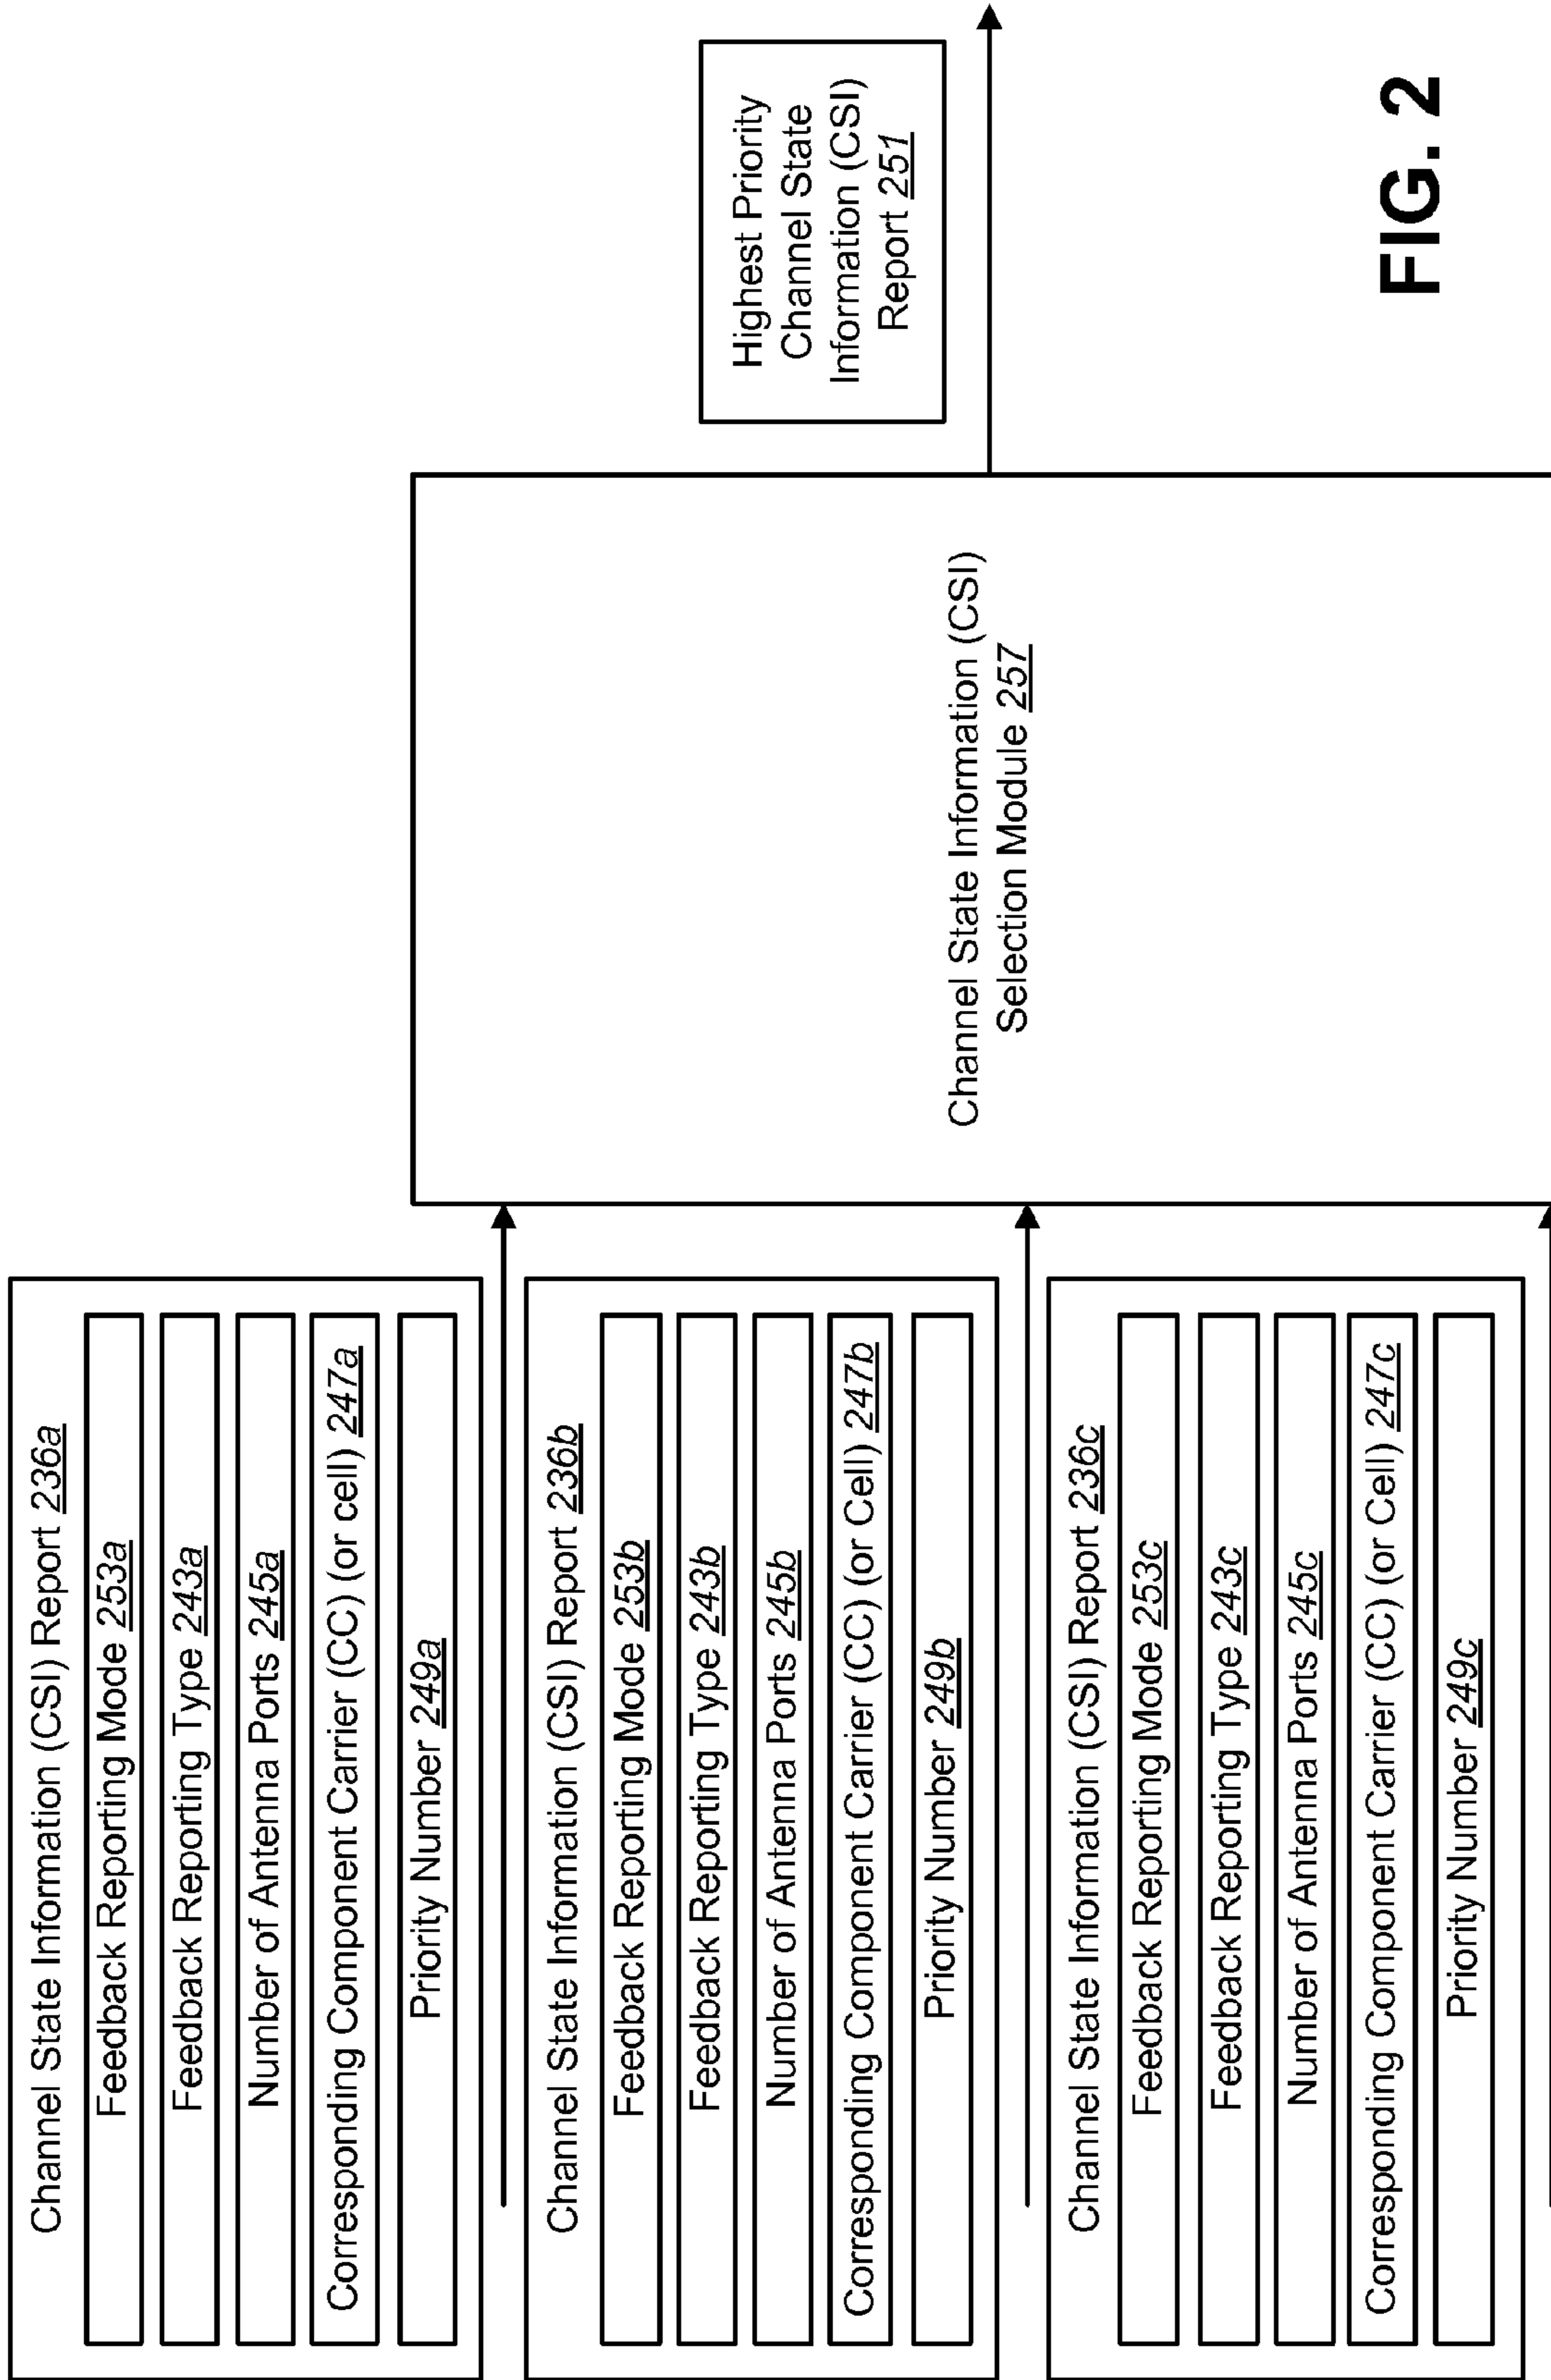 Channel State Information (CSI) Report 236a
Feedback Reporting Mode 253a
Feedback Reporting Type 243a
Number of Antenna Ports 245a
Corresponding Component Carrier (CC) (or cell) 247a
Priority Number 249a
Channel State Information (CSI) Report 236b
Feedback Reporting Mode 253b
Feedback Reporting Type 243b
Number of Antenna Ports 245b
Corresponding Component Carrier (CC) (or Cell) 247b
Priority Number 249b
Channel State Information (CSI) Report 236c
Feedback Reporting Mode 253c
Feedback Reporting Type 243c
Number of Antenna Ports 245c
Corresponding Component Carrier (CC) (or Cell) 247c
Priority Number 249c
Channel State Information (CSI)
Selection Module 257
Highest Priority
Channel State
Information (CSI)
Report 251
FIG. 2